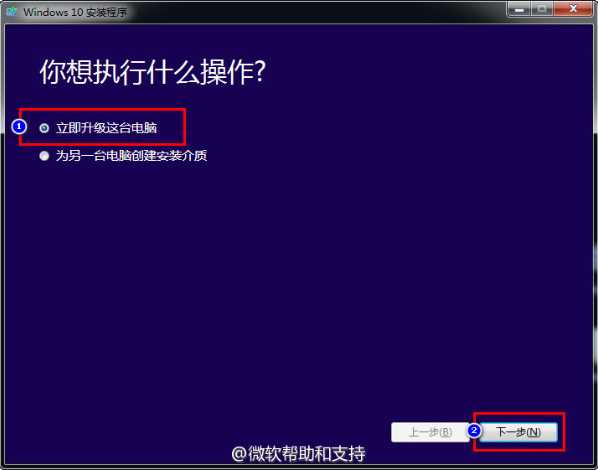 Windows 10 安装程序
你想执行什么操作?
1 立即升级这台电脑
为另一台电脑创建安装介质
上一步(B) 2 下一步(N)
@微软帮助和支持